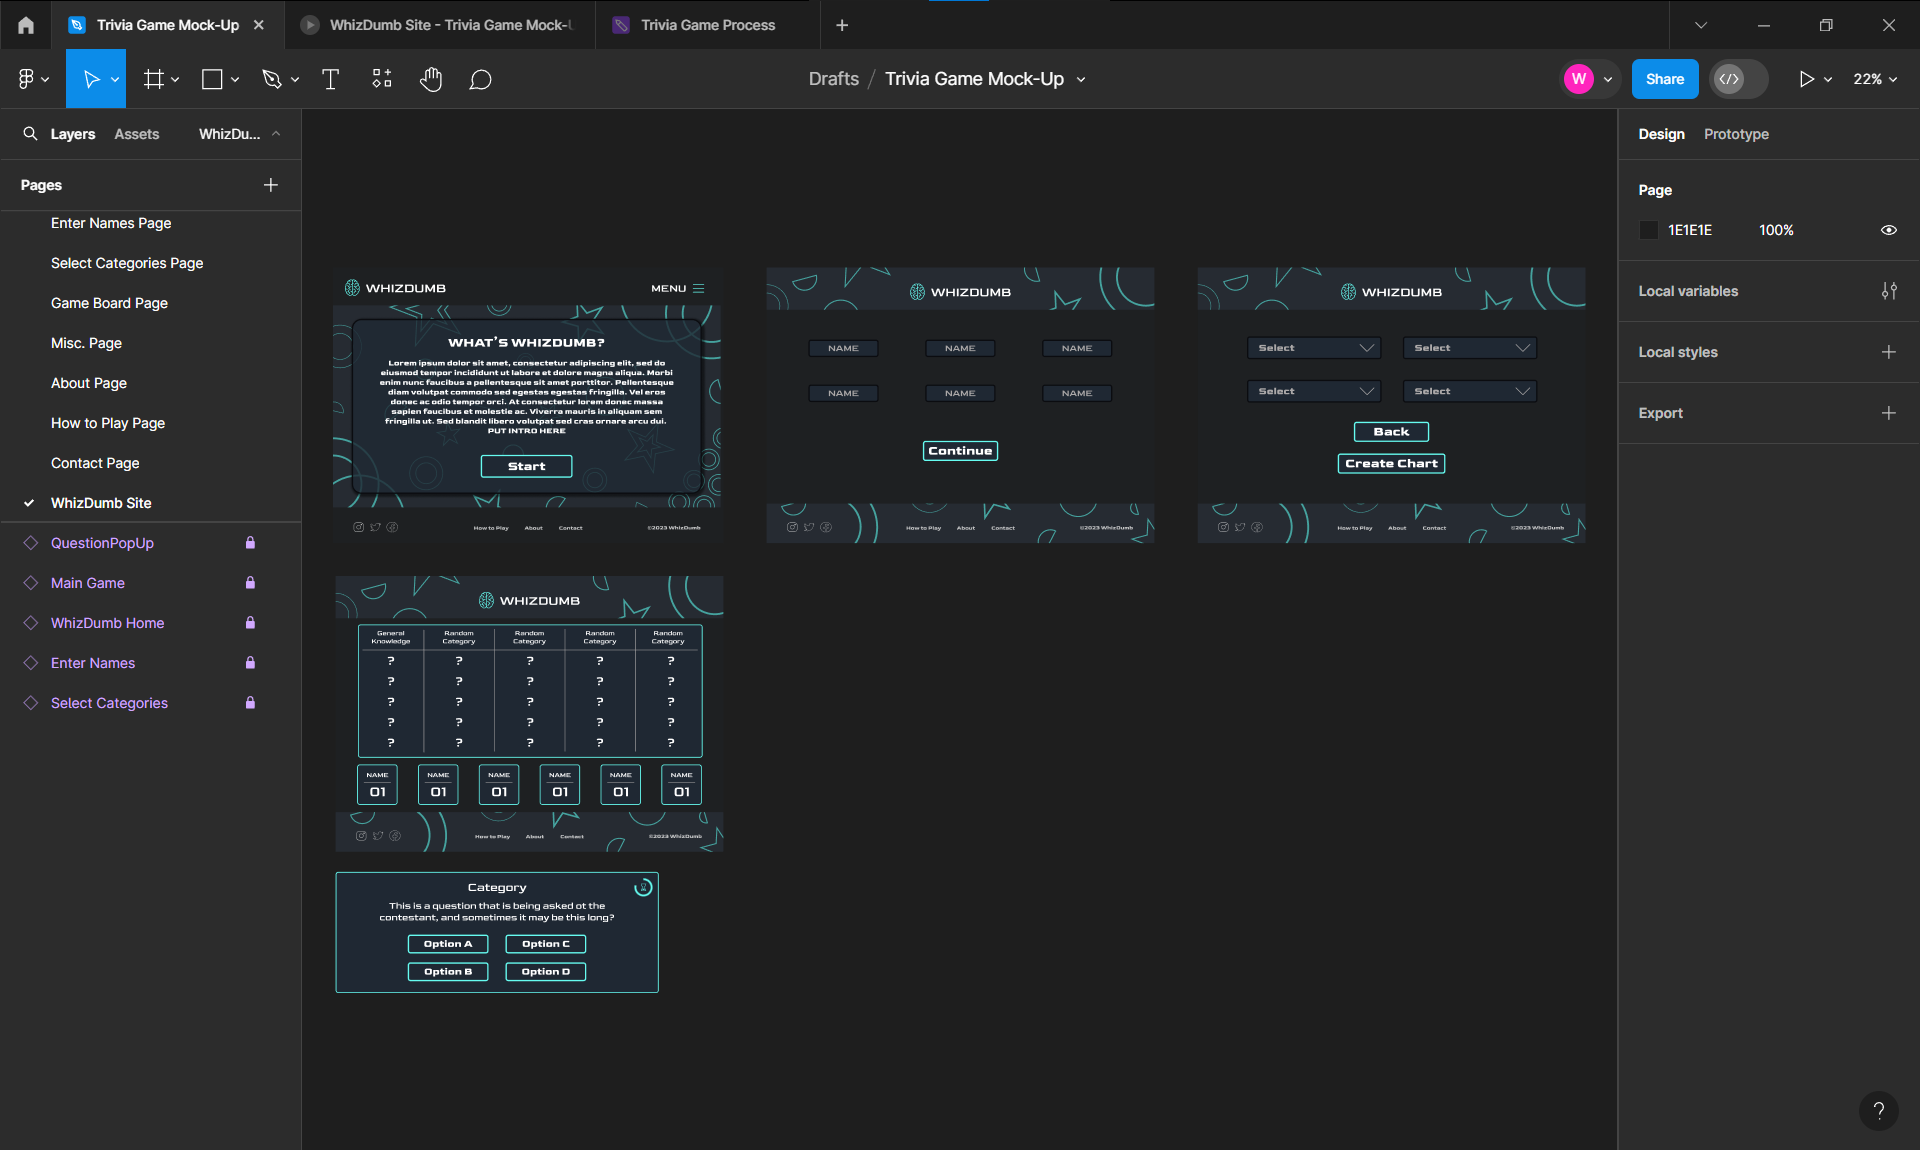 Trivia Game Mock-Up
WhizDumb Site - Trivia Game Mock-U
Trivia Game Process
Drafts / Trivia Game Mock-Up
W
Share
22%
Layers
Assets
WhizDu...
Pages
Enter Names Page
Select Categories Page
Game Board Page
Misc. Page
About Page
How to Play Page
Contact Page
WhizDumb Site
QuestionPopUp
Main Game
WhizDumb Home
Enter Names
Select Categories
WHIZDUMB
MENU
WHAT'S WHIZDUMB?
Lorem ipsum dolor sit amet, consectetur adipiscing elit, sed do
eiusmod tempor incididunt ut labore et dolore magna aliqua. Morbi
enim nunc faucibus a pellentesque sit amet porttitor. Pellentesque
diam volutpat commodo sed egestas egestas fringilla. Vel eros
donec ac odio tempor orci. At consectetur lorem donec massa
sapien faucibus et molestie ac. Viverra mauris in aliquam sem
fringilla ut. Sed blandit libero volutpat sed cras ornare arcu dui.
PUT INTRO HERE
Start
How to Play About Contact ©2023 WhizDumb
WHIZDUMB
NAME NAME NAME
NAME NAME NAME
Continue
How to Play About Contact ©2023 WhizDumb
WHIZDUMB
Select Select
Select Select
Back
Create Chart
How to Play About Contact ©2023 WhizDumb
WHIZDUMB
General Knowledge Random Category Random Category Random Category Random Category
? ? ? ? ?
? ? ? ? ?
? ? ? ? ?
? ? ? ? ?
? ? ? ? ?
NAME NAME NAME NAME NAME NAME
01 01 01 01 01 01
How to Play About Contact ©2023 WhizDumb
Category
This is a question that is being asked ot the
contestant, and sometimes it may be this long?
Option A Option C
Option B Option D
Design
Prototype
Page
1E1E1E 100%
Local variables
Local styles
Export
?